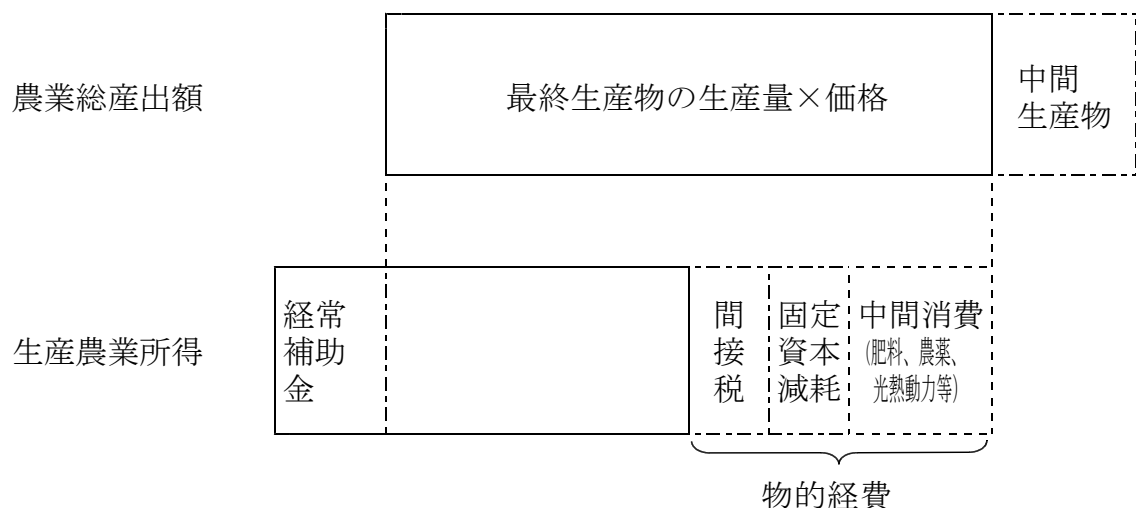 農業総産出額
最終生産物の生産量×価格
中間
生産物
生産農業所得
経常
補助
金
間
接
税
固定
資本
減耗
中間消費
(肥料、農薬、
光熱動力等)
物的経費